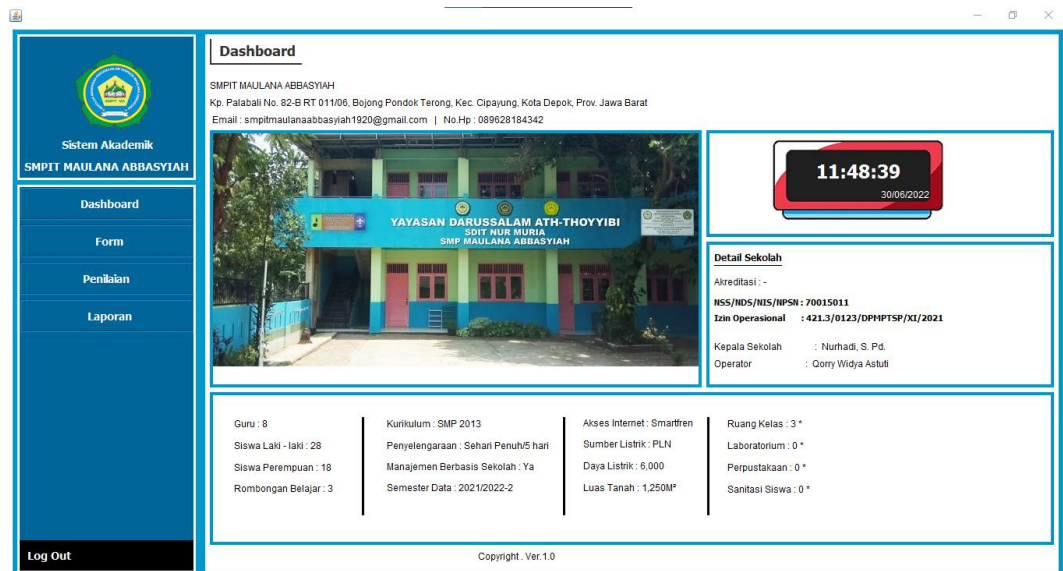 SMPIT MA
Sistem Akademik
SMPIT MAULANA ABBASYIAH
Dashboard
Form
Penilaian
Laporan
Log Out
Dashboard
SMPIT MAULANA ABBASYIAH
Kp. Palabali No. 82-B RT 011/06, Bojong Pondok Terong, Kec. Cipayung, Kota Depok, Prov. Jawa Barat
Email : smpitmaulanaabbasyiah1920@gmail.com | No.Hp : 089628184342
YAYASAN DARUSSALAM ATH-THOYYIBI
SDIT NUR MURIA
SMP MAULANA ABBASYIAH
11:48:39
30/06/2022
Detail Sekolah
Akreditasi : -
NSS/NDS/NIS/NPSN : 70015011
Izin Operasional : 421.3/0123/DPMPTSP/XI/2021
Kepala Sekolah : Nurhadi, S. Pd.
Operator : Qorry Widya Astuti
Guru : 8
Siswa Laki - laki : 28
Siswa Perempuan : 18
Rombongan Belajar : 3
Kurikulum : SMP 2013
Penyelengaraan : Sehari Penuh/5 hari
Manajemen Berbasis Sekolah : Ya
Semester Data : 2021/2022-2
Akses Internet : Smartfren
Sumber Listrik : PLN
Daya Listrik : 6,000
Luas Tanah : 1,250M²
Ruang Kelas : 3 *
Laboratorium : 0 *
Perpustakaan : 0 *
Sanitasi Siswa : 0 *
Copyright . Ver.1.0